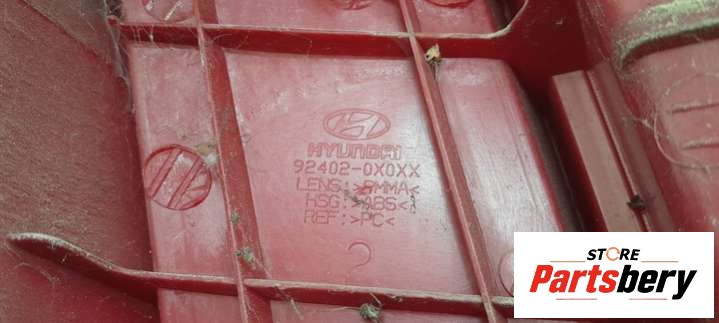 HYUNDAI
92402-0X0XX
LENS:>PMMA<
HSG:>ABS<
REF:>PC<
STORE
Partsbery